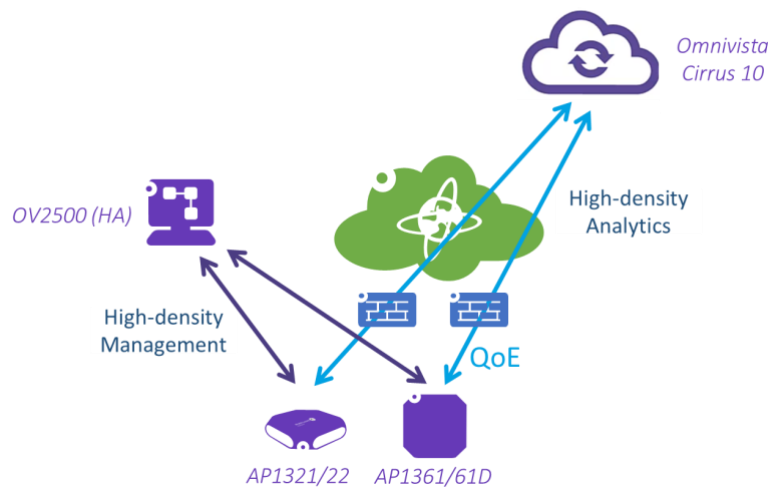 Omnivista
Cirrus 10
OV2500 (HA)
High-density
Analytics
High-density
Management
QoE
AP1321/22
AP1361/61D